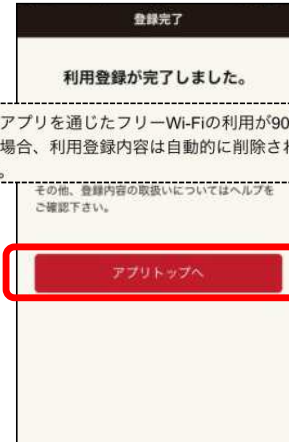 登録完了
利用登録が完了しました。
アプリを通じたフリーWi-Fiの利用が90
場合、利用登録内容は自動的に削除さ
。
その他、登録内容の取扱いについてはヘルプを
ご確認下さい。
アプリトップへ